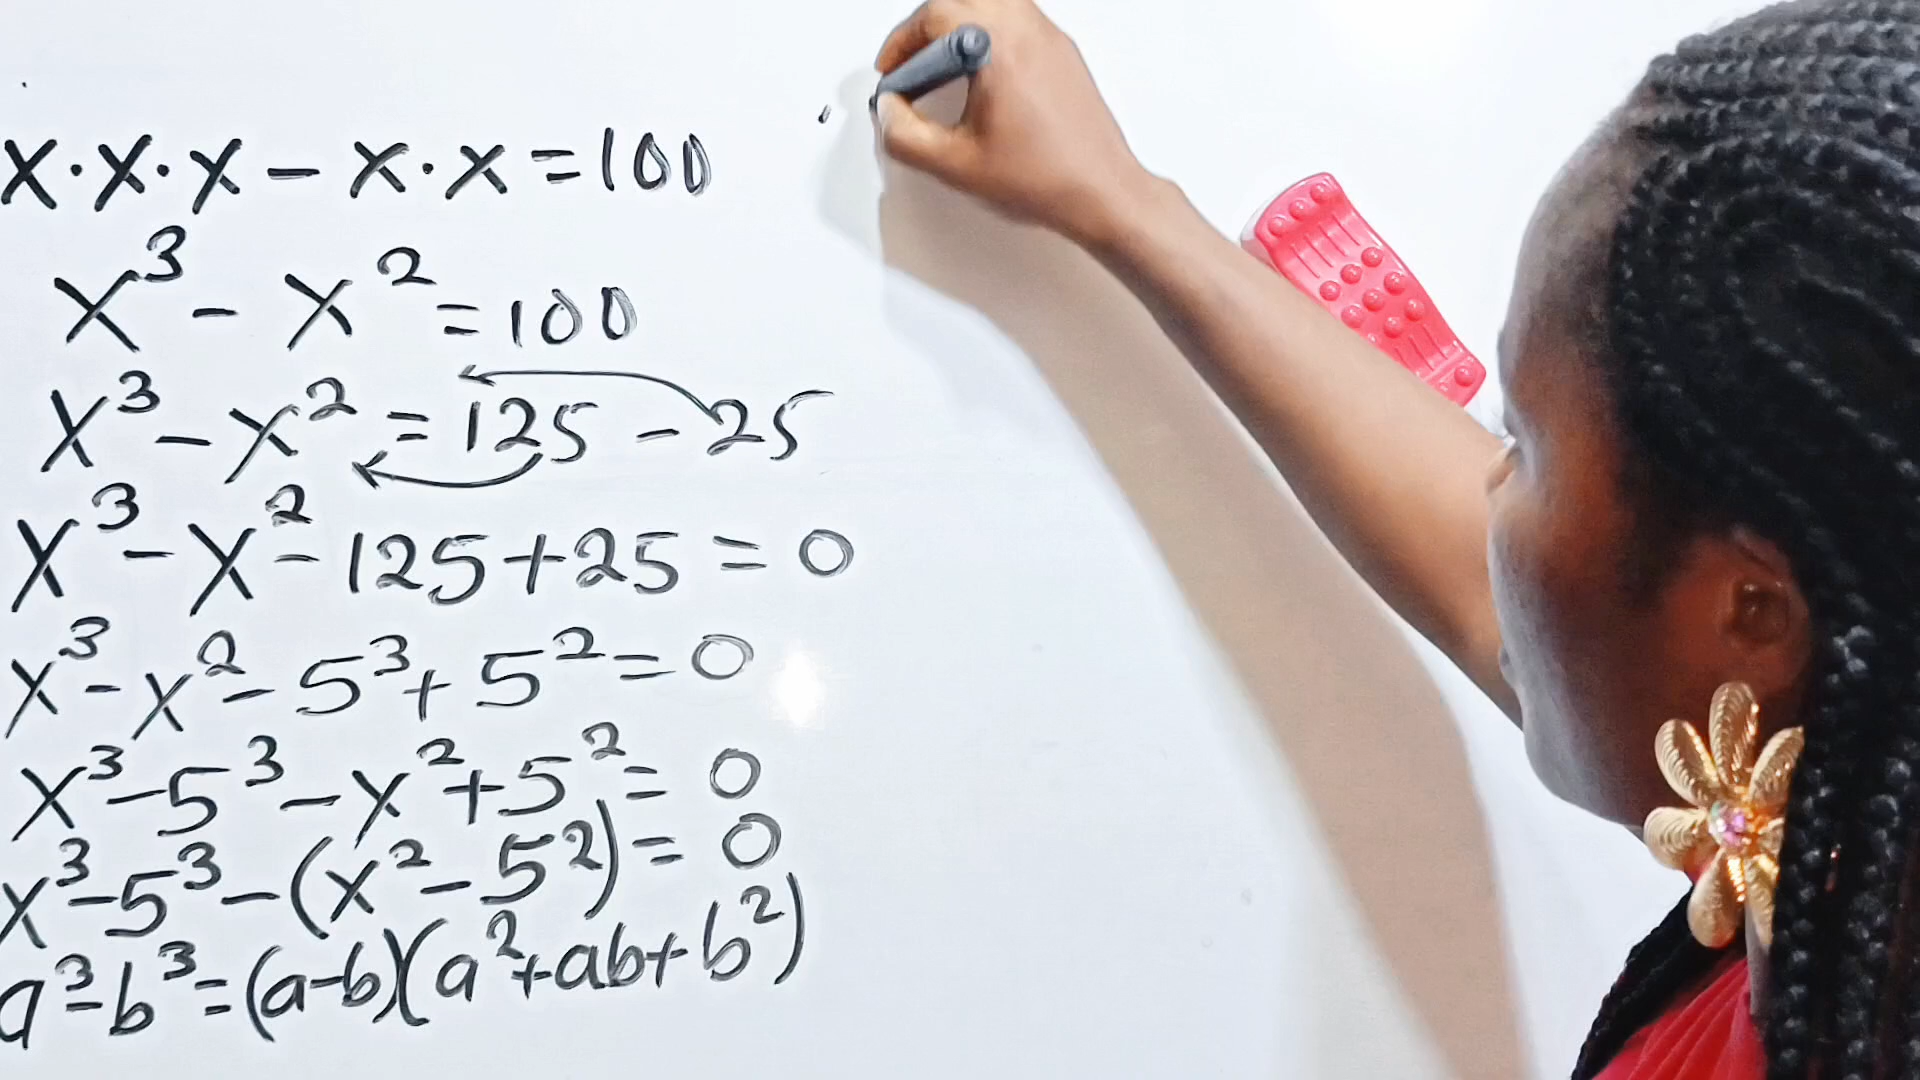 x·x·x - x·x = 100
x³ - x² = 100
x³ - x² = 125 - 25
x³ - x² - 125 + 25 = 0
x³ - x² - 5³ + 5² = 0
x³ - 5³ - x² + 5² = 0
x³ - 5³ - (x² - 5²) = 0
a³ - b³ = (a-b)(a² + ab + b²)